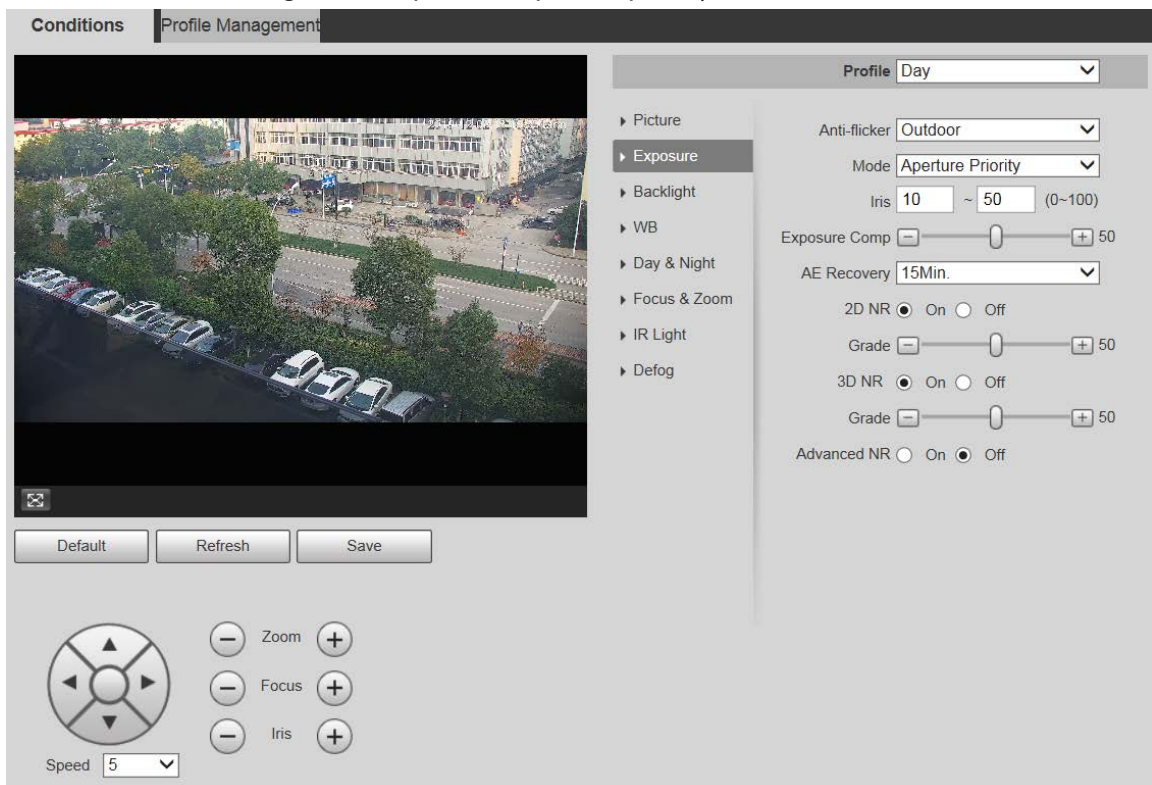 Conditions
Profile Management
Profile Day
Picture
Exposure
Backlight
WB
Day & Night
Focus & Zoom
IR Light
Defog
Anti-flicker Outdoor
Mode Aperture Priority
Iris 10 ~ 50 (0~100)
Exposure Comp 50
AE Recovery 15Min.
2D NR On Off
Grade 50
3D NR On Off
Grade 50
Advanced NR On Off
Default Refresh Save
Zoom
Focus
Iris
Speed 5